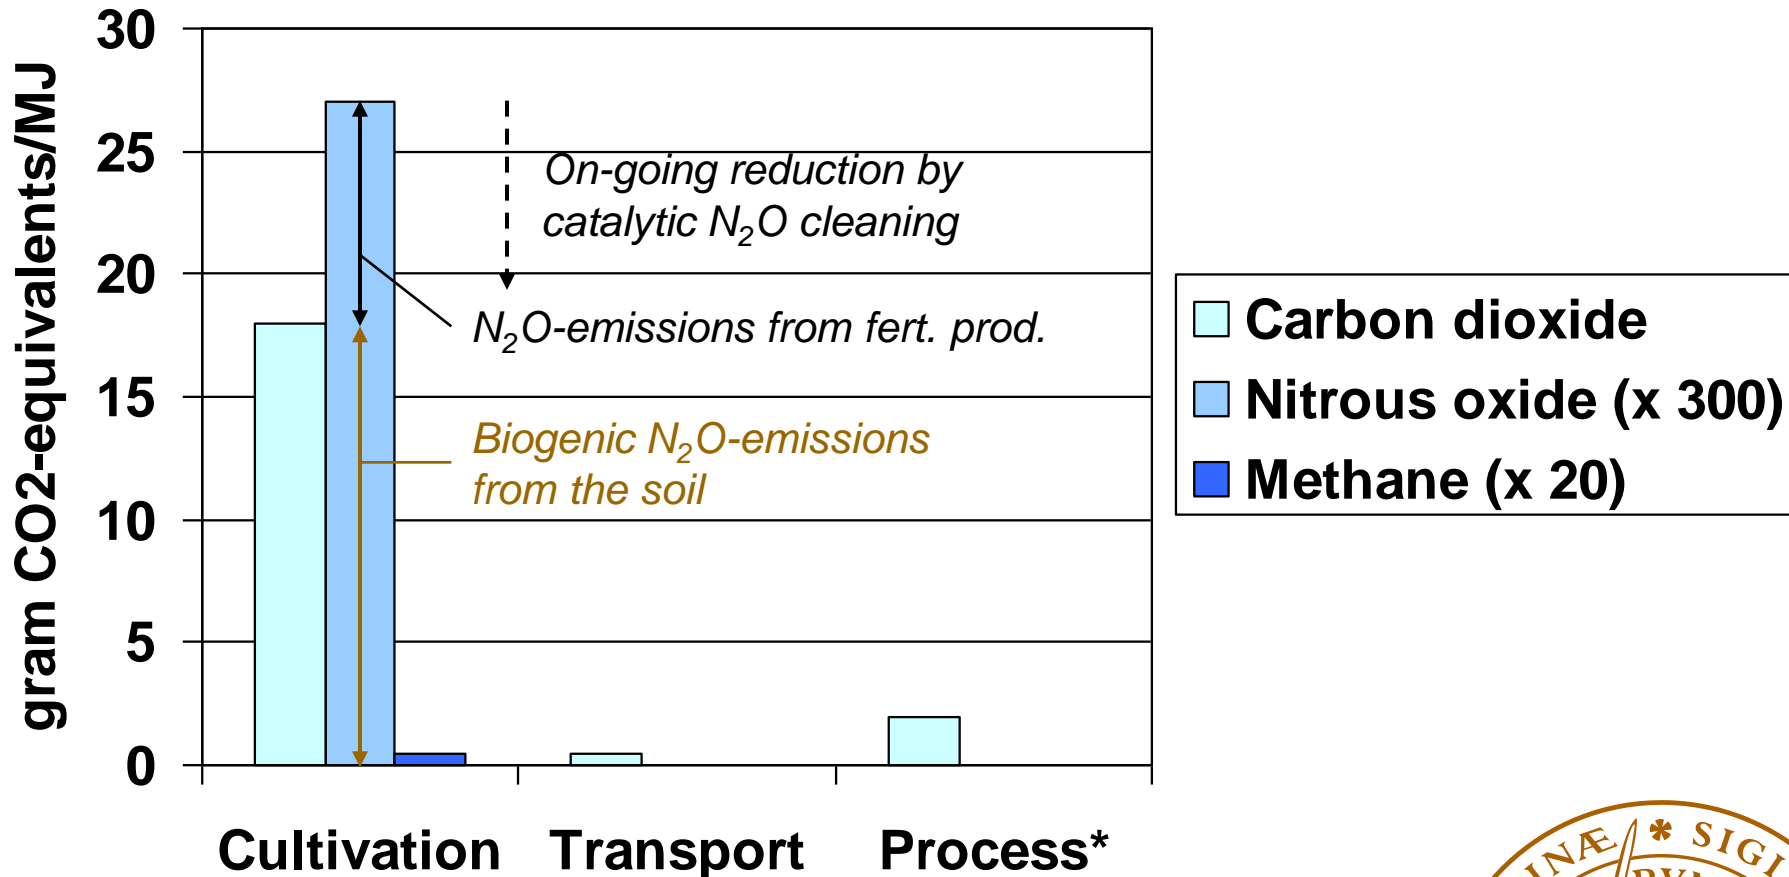 gram CO2-equivalents/MJ
30
25
20
15
10
5
0
On-going reduction by
catalytic N₂O cleaning
N₂O-emissions from fert. prod.
Biogenic N₂O-emissions
from the soil
Carbon dioxide
Nitrous oxide (x 300)
Methane (x 20)
Cultivation Transport Process*